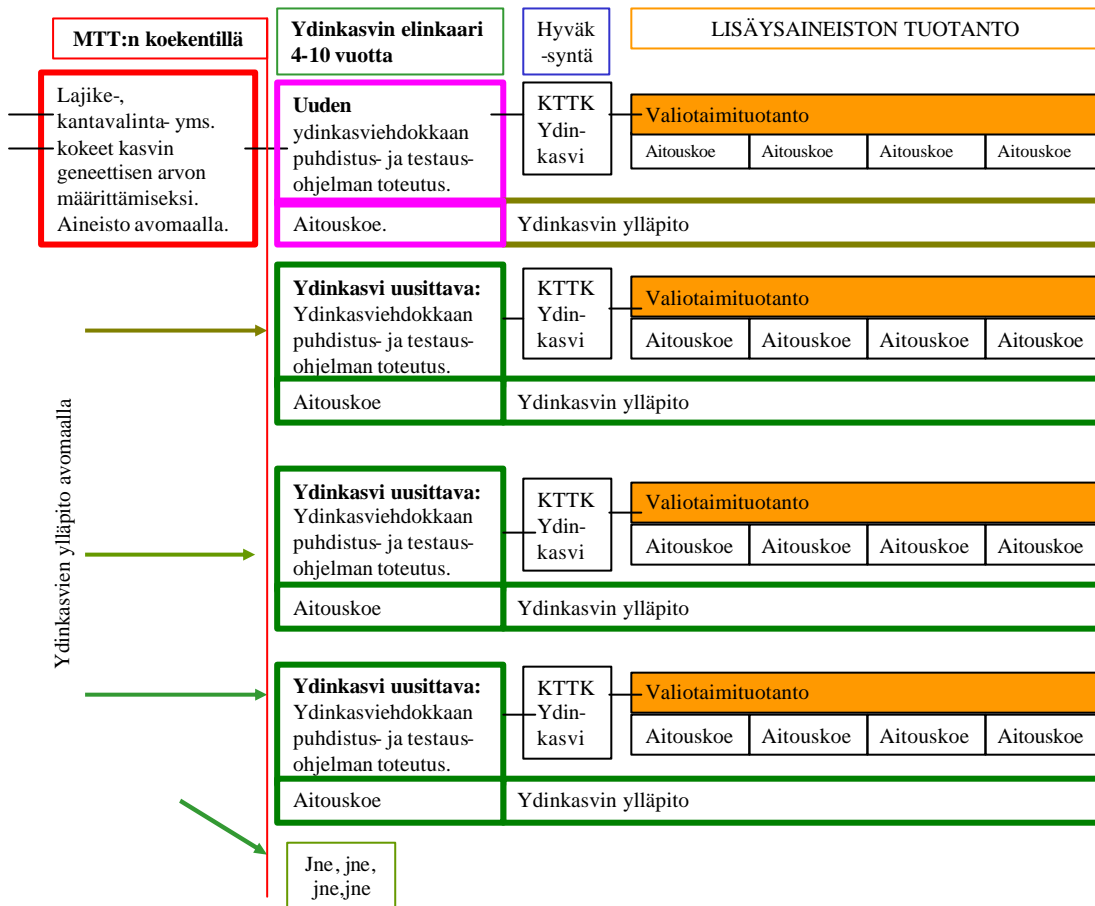 MTT:n koekentillä
Ydinkasvin elinkaari
4-10 vuotta
Hyväk
-syntä
LISÄYSAINEISTON TUOTANTO
Lajike-,
kantavalinta- yms.
kokeet kasvin
geneettisen arvon
määrittämiseksi.
Aineisto avomaalla.
Uuden
ydinkasviehdokkaan
puhdistus- ja testaus-
ohjelman toteutus.
Aitouskoe.
KTTK
Ydin-
kasvi
Valiotaimituotanto
Aitouskoe Aitouskoe Aitouskoe Aitouskoe
Ydinkasvin ylläpito
Ydinkasvien ylläpito avomaalla
Ydinkasvi uusittava:
Ydinkasviehdokkaan
puhdistus- ja testaus-
ohjelman toteutus.
Aitouskoe
KTTK
Ydin-
kasvi
Valiotaimituotanto
Aitouskoe Aitouskoe Aitouskoe Aitouskoe
Ydinkasvin ylläpito
Ydinkasvi uusittava:
Ydinkasviehdokkaan
puhdistus- ja testaus-
ohjelman toteutus.
Aitouskoe
KTTK
Ydin-
kasvi
Valiotaimituotanto
Aitouskoe Aitouskoe Aitouskoe Aitouskoe
Ydinkasvin ylläpito
Ydinkasvi uusittava:
Ydinkasviehdokkaan
puhdistus- ja testaus-
ohjelman toteutus.
Aitouskoe
KTTK
Ydin-
kasvi
Valiotaimituotanto
Aitouskoe Aitouskoe Aitouskoe Aitouskoe
Ydinkasvin ylläpito
Jne, jne,
jne,jne